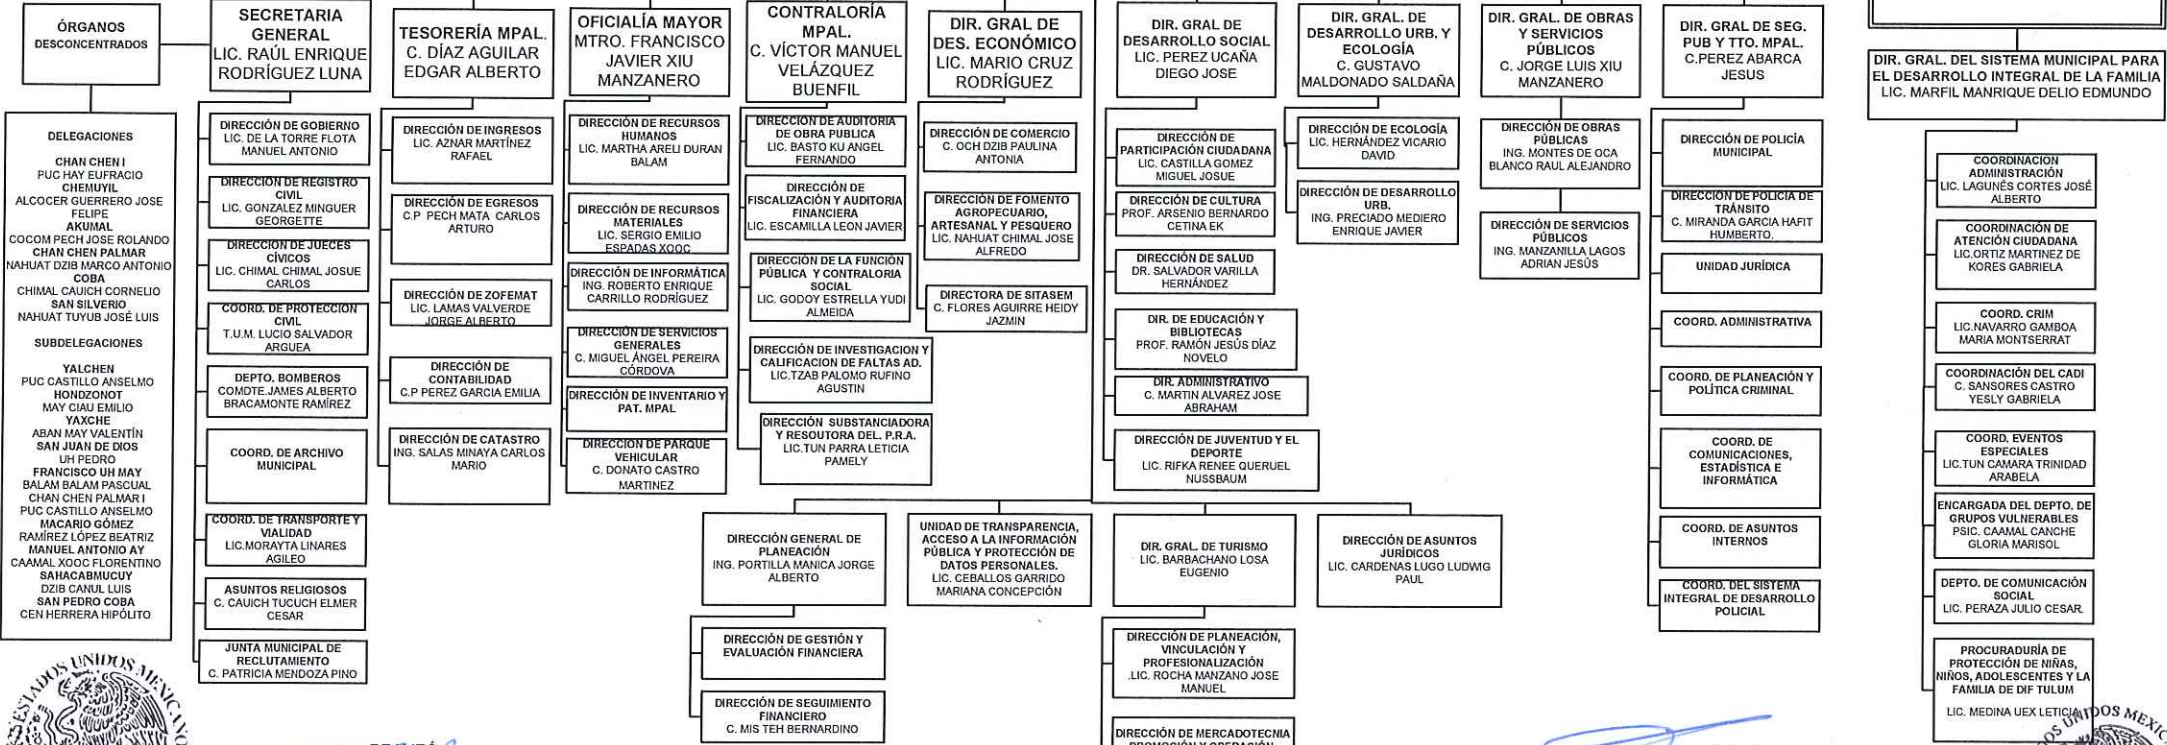 ÓRGANOS
DESCONCENTRADOS
DELEGACIONES
CHAN CHEN I
PUC HAY EUFRACIO
CHEMUYIL
ALCOCER GUERRERO JOSE
FELIPE
AKUMAL
COCOM PECH JOSE ROLANDO
CHAN CHEN PALMAR
NAHUAT DZIB MARCO ANTONIO
COBA
CHIMAL CAUICH CORNELIO
SAN SILVERIO
NAHUAT TUYUB JOSÉ LUIS
SUBDELEGACIONES
YALCHEN
PUC CASTILLO ANSELMO
HONDZONOT
MAY CIAU EMILIO
YAXCHE
ABAN MAY VALENTÍN
SAN JUAN DE DIOS
UH PEDRO
FRANCISCO UH MAY
BALAM BALAM PASCUAL
CHAN CHEN PALMAR I
PUC CASTILLO ANSELMO
MACARIO GÓMEZ
RAMÍREZ LÓPEZ BEATRIZ
MANUEL ANTONIO AY
CAAMAL XOOC FLORENTINO
SAHACABMUCUY
DZIB CANUL LUIS
SAN PEDRO COBA
CEN HERRERA HIPÓLITO
SECRETARIA
GENERAL
LIC. RAÚL ENRIQUE
RODRÍGUEZ LUNA
DIRECCIÓN DE GOBIERNO
LIC. DE LA TORRE FLOTA
MANUEL ANTONIO
DIRECCIÓN DE REGISTRO
CIVIL
LIC. GONZALEZ MINGUER
GEORGETTE
DIRECCIÓN DE JUECES
CÍVICOS
LIC. CHIMAL CHIMAL JOSUE
CARLOS
COORD. DE PROTECCIÓN
CIVIL
T.U.M. LUCIO SALVADOR
ARGUEA
DEPTO. BOMBEROS
COMDTE.JAMES ALBERTO
BRACAMONTE RAMÍREZ
COORD. DE ARCHIVO
MUNICIPAL
COORD. DE TRANSPORTE Y
VIALIDAD
LIC.MORAYTA LINARES
AGILEO
ASUNTOS RELIGIOSOS
C. CAUICH TUCUCH ELMER
CESAR
JUNTA MUNICIPAL DE
RECLUTAMIENTO
C. PATRICIA MENDOZA PINO
TESORERÍA MPAL.
C. DÍAZ AGUILAR
EDGAR ALBERTO
DIRECCIÓN DE INGRESOS
LIC. AZNAR MARTÍNEZ
RAFAEL
DIRECCIÓN DE EGRESOS
C.P PECH MATA CARLOS
ARTURO
DIRECCIÓN DE ZOFEMAT
LIC. LAMAS VALVERDE
JORGE ALBERTO
DIRECCIÓN DE
CONTABILIDAD
C.P PEREZ GARCIA EMILIA
DIRECCIÓN DE CATASTRO
ING. SALAS MINAYA CARLOS
MARIO
OFICIALÍA MAYOR
MTRO. FRANCISCO
JAVIER XIU
MANZANERO
DIRECCIÓN DE RECURSOS
HUMANOS
LIC. MARTHA ARELI DURAN
BALAM
DIRECCIÓN DE RECURSOS
MATERIALES
LIC. SERGIO EMILIO
ESPADAS XOOC
DIRECCIÓN DE INFORMÁTICA
ING. ROBERTO ENRIQUE
CARRILLO RODRÍGUEZ
DIRECCIÓN DE SERVICIOS
GENERALES
C. MIGUEL ÁNGEL PEREIRA
CÓRDOVA
DIRECCIÓN DE INVENTARIO Y
PAT. MPAL
DIRECCIÓN DE PARQUE
VEHICULAR
C. DONATO CASTRO
MARTINEZ
CONTRALORÍA
MPAL.
C. VÍCTOR MANUEL
VELÁZQUEZ
BUENFIL
DIRECCIÓN DE AUDITORIA
DE OBRA PUBLICA
LIC. BASTO KU ANGEL
FERNANDO
DIRECCIÓN DE
FISCALIZACIÓN Y AUDITORIA
FINANCIERA
LIC. ESCAMILLA LEON JAVIER
DIRECCIÓN DE LA FUNCIÓN
PÚBLICA Y CONTRALORIA
SOCIAL
LIC. GODOY ESTRELLA YUDI
ALMEIDA
DIRECCIÓN DE INVESTIGACION Y
CALIFICACION DE FALTAS AD.
LIC.TZAB PALOMO RUFINO
AGUSTIN
DIRECCIÓN SUBSTANCIADORA
Y RESOUTORA DEL. P.R.A.
LIC.TUN PARRA LETICIA
PAMELY
DIR. GRAL DE
DES. ECONÓMICO
LIC. MARIO CRUZ
RODRÍGUEZ
DIRECCIÓN DE COMERCIO
C. OCH DZIB PAULINA
ANTONIA
DIRECCIÓN DE FOMENTO
AGROPECUARIO,
ARTESANAL Y PESQUERO
LIC. NAHUAT CHIMAL JOSE
ALFREDO
DIRECTORA DE SITASEM
C. FLORES AGUIRRE HEIDY
JAZMIN
DIR. GRAL DE
DESARROLLO SOCIAL
LIC. PEREZ UCAÑA
DIEGO JOSE
DIRECCIÓN DE
PARTICIPACIÓN CIUDADANA
LIC. CASTILLA GOMEZ
MIGUEL JOSUE
DIRECCIÓN DE CULTURA
PROF. ARSENIO BERNARDO
CETINA EK
DIRECCIÓN DE SALUD
DR. SALVADOR VARILLA
HERNÁNDEZ
DIR. DE EDUCACIÓN Y
BIBLIOTECAS
PROF. RAMÓN JESÚS DÍAZ
NOVELO
DIR. ADMINISTRATIVO
C. MARTIN ALVAREZ JOSE
ABRAHAM
DIRECCIÓN DE JUVENTUD Y EL
DEPORTE
LIC. RIFKA RENEE QUERUEL
NUSSBAUM
DIR. GRAL. DE
DESARROLLO URB. Y
ECOLOGÍA
C. GUSTAVO
MALDONADO SALDAÑA
DIRECCIÓN DE ECOLOGÍA
LIC. HERNÁNDEZ VICARIO
DAVID
DIRECCIÓN DE DESARROLLO
URB.
ING. PRECIADO MEDIERO
ENRIQUE JAVIER
DIR. GRAL. DE OBRAS
Y SERVICIOS
PÚBLICOS
C. JORGE LUIS XIU
MANZANERO
DIRECCIÓN DE OBRAS
PÚBLICAS
ING. MONTES DE OCA
BLANCO RAUL ALEJANDRO
DIRECCIÓN DE SERVICIOS
PÚBLICOS
ING. MANZANILLA LAGOS
ADRIAN JESÚS
DIR. GRAL DE SEG.
PUB Y TTO. MPAL.
C.PEREZ ABARCA
JESUS
DIRECCIÓN DE POLICÍA
MUNICIPAL
DIRECCIÓN DE POLICIA DE
TRÁNSITO
C. MIRANDA GARCIA HAFIT
HUMBERTO.
UNIDAD JURÍDICA
COORD. ADMINISTRATIVA
COORD. DE PLANEACIÓN Y
POLÍTICA CRIMINAL
COORD. DE
COMUNICACIONES,
ESTADÍSTICA E
INFORMÁTICA
COORD. DE ASUNTOS
INTERNOS
COORD. DEL SISTEMA
INTEGRAL DE DESARROLLO
POLICIAL
DIR. GRAL. DEL SISTEMA MUNICIPAL PARA
EL DESARROLLO INTEGRAL DE LA FAMILIA
LIC. MARFIL MANRIQUE DELIO EDMUNDO
COORDINACION
ADMINISTRACIÓN
LIC. LAGUNÉS CORTES JOSÉ
ALBERTO
COORDINACIÓN DE
ATENCIÓN CIUDADANA
LIC.ORTIZ MARTINEZ DE
KORES GABRIELA
COORD. CRIM
LIC.NAVARRO GAMBOA
MARIA MONTSERRAT
COORDINACIÓN DEL CADI
C. SANSORES CASTRO
YESLY GABRIELA
COORD. EVENTOS
ESPECIALES
LIC.TUN CAMARA TRINIDAD
ARABELA
ENCARGADA DEL DEPTO. DE
GRUPOS VULNERABLES
PSIC. CAAMAL CANCHE
GLORIA MARISOL
DEPTO. DE COMUNICACIÓN
SOCIAL
LIC. PERAZA JULIO CESAR.
PROCURADURÍA DE
PROTECCIÓN DE NIÑAS,
NIÑOS, ADOLESCENTES Y LA
FAMILIA DE DIF TULUM
LIC. MEDINA UEX LETICIA
DIRECCIÓN GENERAL DE
PLANEACIÓN
ING. PORTILLA MANICA JORGE
ALBERTO
DIRECCIÓN DE GESTIÓN Y
EVALUACIÓN FINANCIERA
DIRECCIÓN DE SEGUIMIENTO
FINANCIERO
C. MIS TEH BERNARDINO
UNIDAD DE TRANSPARENCIA,
ACCESO A LA INFORMACIÓN
PÚBLICA Y PROTECCIÓN DE
DATOS PERSONALES.
LIC. CEBALLOS GARRIDO
MARIANA CONCEPCIÓN
DIR. GRAL. DE TURISMO
LIC. BARBACHANO LOSA
EUGENIO
DIRECCIÓN DE PLANEACIÓN,
VINCULACIÓN Y
PROFESIONALIZACIÓN
.LIC. ROCHA MANZANO JOSE
MANUEL
DIRECCIÓN DE MERCADOTECNIA
DIRECCIÓN DE ASUNTOS
JURÍDICOS
LIC. CARDENAS LUGO LUDWIG
PAUL
ESTADOS UNIDOS MEXICANOS
UNIDOS MEXIC